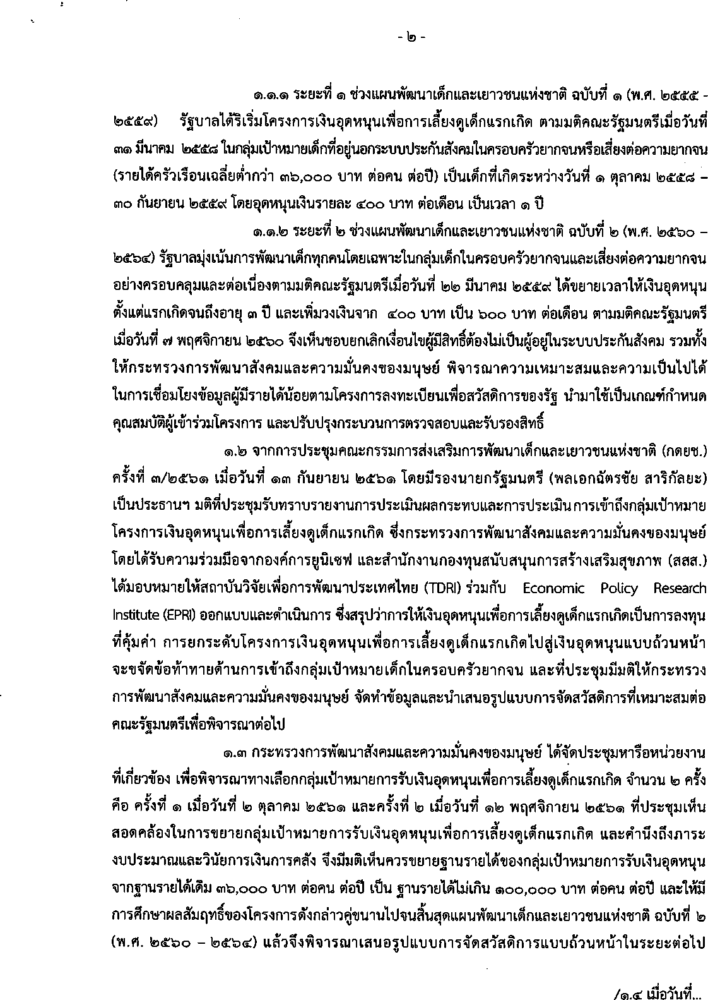 - ๒ -
๑.๑.๑ ระยะที่ ๑ ช่วงแผนพัฒนาเด็กและเยาวชนแห่งชาติ ฉบับที่ ๑ (พ.ศ. ๒๕๕๕ -
๒๕๕๙) รัฐบาลได้ริเริ่มโครงการเงินอุดหนุนเพื่อการเลี้ยงดูเด็กแรกเกิด ตามมติคณะรัฐมนตรีเมื่อวันที่
๓๑ มีนาคม ๒๕๕๘ ในกลุ่มเป้าหมายเด็กที่อยู่นอกระบบประกันสังคมในครอบครัวยากจนหรือเสี่ยงต่อความยากจน
(รายได้ครัวเรือนเฉลี่ยต่ำกว่า ๓๖,๐๐๐ บาท ต่อคน ต่อปี) เป็นเด็กที่เกิดระหว่างวันที่ ๑ ตุลาคม ๒๕๕๘ –
๓๐ กันยายน ๒๕๕๙ โดยอุดหนุนเงินรายละ ๔๐๐ บาท ต่อเดือน เป็นเวลา ๑ ปี
๑.๑.๒ ระยะที่ ๒ ช่วงแผนพัฒนาเด็กและเยาวชนแห่งชาติ ฉบับที่ ๒ (พ.ศ. ๒๕๖๐ –
๒๕๖๔) รัฐบาลมุ่งเน้นการพัฒนาเด็กทุกคนโดยเฉพาะในกลุ่มเด็กในครอบครัวยากจนและเสี่ยงต่อความยากจน
อย่างครอบคลุมและต่อเนื่องตามมติคณะรัฐมนตรีเมื่อวันที่ ๒๒ มีนาคม ๒๕๕๙ ได้ขยายเวลาให้เงินอุดหนุน
ตั้งแต่แรกเกิดจนถึงอายุ ๓ ปี และเพิ่มวงเงินจาก ๔๐๐ บาท เป็น ๖๐๐ บาท ต่อเดือน ตามมติคณะรัฐมนตรี
เมื่อวันที่ ๗ พฤศจิกายน ๒๕๖๐ จึงเห็นชอบยกเลิกเงื่อนไขผู้มีสิทธิ์ต้องไม่เป็นผู้อยู่ในระบบประกันสังคม รวมทั้ง
ให้กระทรวงการพัฒนาสังคมและความมั่นคงของมนุษย์ พิจารณาความเหมาะสมและความเป็นไปได้
ในการเชื่อมโยงข้อมูลผู้มีรายได้น้อยตามโครงการลงทะเบียนเพื่อสวัสดิการของรัฐ นำมาใช้เป็นเกณฑ์กำหนด
คุณสมบัติผู้เข้าร่วมโครงการ และปรับปรุงกระบวนการตรวจสอบและรับรองสิทธิ์
๑.๒ จากการประชุมคณะกรรมการส่งเสริมการพัฒนาเด็กและเยาวชนแห่งชาติ (กดยช.)
ครั้งที่ ๓/๒๕๖๑ เมื่อวันที่ ๑๓ กันยายน ๒๕๖๑ โดยมีรองนายกรัฐมนตรี (พลเอกฉัตรชัย สาริกัลยะ)
เป็นประธานฯ มติที่ประชุมรับทราบรายงานการประเมินผลกระทบและการประเมินการเข้าถึงกลุ่มเป้าหมาย
โครงการเงินอุดหนุนเพื่อการเลี้ยงดูเด็กแรกเกิด ซึ่งกระทรวงการพัฒนาสังคมและความมั่นคงของมนุษย์
โดยได้รับความร่วมมือจากองค์การยูนิเซฟ และสำนักงานกองทุนสนับสนุนการสร้างเสริมสุขภาพ (สสส.)
ได้มอบหมายให้สถาบันวิจัยเพื่อการพัฒนาประเทศไทย (TDRI) ร่วมกับ Economic Policy Research
Institute (EPRI) ออกแบบและดำเนินการ ซึ่งสรุปว่าการให้เงินอุดหนุนเพื่อการเลี้ยงดูเด็กแรกเกิดเป็นการลงทุน
ที่คุ้มค่า การยกระดับโครงการเงินอุดหนุนเพื่อการเลี้ยงดูเด็กแรกเกิดไปสู่เงินอุดหนุนแบบถ้วนหน้า
จะขจัดข้อท้าทายด้านการเข้าถึงกลุ่มเป้าหมายเด็กในครอบครัวยากจน และที่ประชุมมีมติให้กระทรวง
การพัฒนาสังคมและความมั่นคงของมนุษย์ จัดทำข้อมูลและนำเสนอรูปแบบการจัดสวัสดิการที่เหมาะสมต่อ
คณะรัฐมนตรีเพื่อพิจารณาต่อไป
๑.๓ กระทรวงการพัฒนาสังคมและความมั่นคงของมนุษย์ ได้จัดประชุมหารือหน่วยงาน
ที่เกี่ยวข้อง เพื่อพิจารณาทางเลือกกลุ่มเป้าหมายการรับเงินอุดหนุนเพื่อการเลี้ยงดูเด็กแรกเกิด จำนวน ๒ ครั้ง
คือ ครั้งที่ ๑ เมื่อวันที่ ๒ ตุลาคม ๒๕๖๑ และครั้งที่ ๒ เมื่อวันที่ ๑๒ พฤศจิกายน ๒๕๖๑ ที่ประชุมเห็น
สอดคล้องในการขยายกลุ่มเป้าหมายการรับเงินอุดหนุนเพื่อการเลี้ยงดูเด็กแรกเกิด และคำนึงถึงภาระ
งบประมาณและวินัยการเงินการคลัง จึงมีมติเห็นควรขยายฐานรายได้ของกลุ่มเป้าหมายการรับเงินอุดหนุน
จากฐานรายได้เดิม ๓๖,๐๐๐ บาท ต่อคน ต่อปี เป็น ฐานรายได้ไม่เกิน ๑๐๐,๐๐๐ บาท ต่อคน ต่อปี และให้มี
การศึกษาผลสัมฤทธิ์ของโครงการดังกล่าวคู่ขนานไปจนสิ้นสุดแผนพัฒนาเด็กและเยาวชนแห่งชาติ ฉบับที่ ๒
(พ.ศ. ๒๕๖๐ – ๒๕๖๔) แล้วจึงพิจารณาเสนอรูปแบบการจัดสวัสดิการแบบถ้วนหน้าในระยะต่อไป
/๑.๔ เมื่อวันที่...